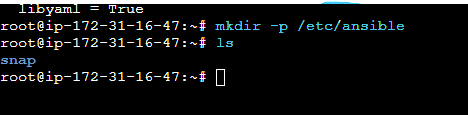 libyaml = True
root@ip-172-31-16-47:~# mkdir -p /etc/ansible
root@ip-172-31-16-47:~# ls
snap
root@ip-172-31-16-47:~#